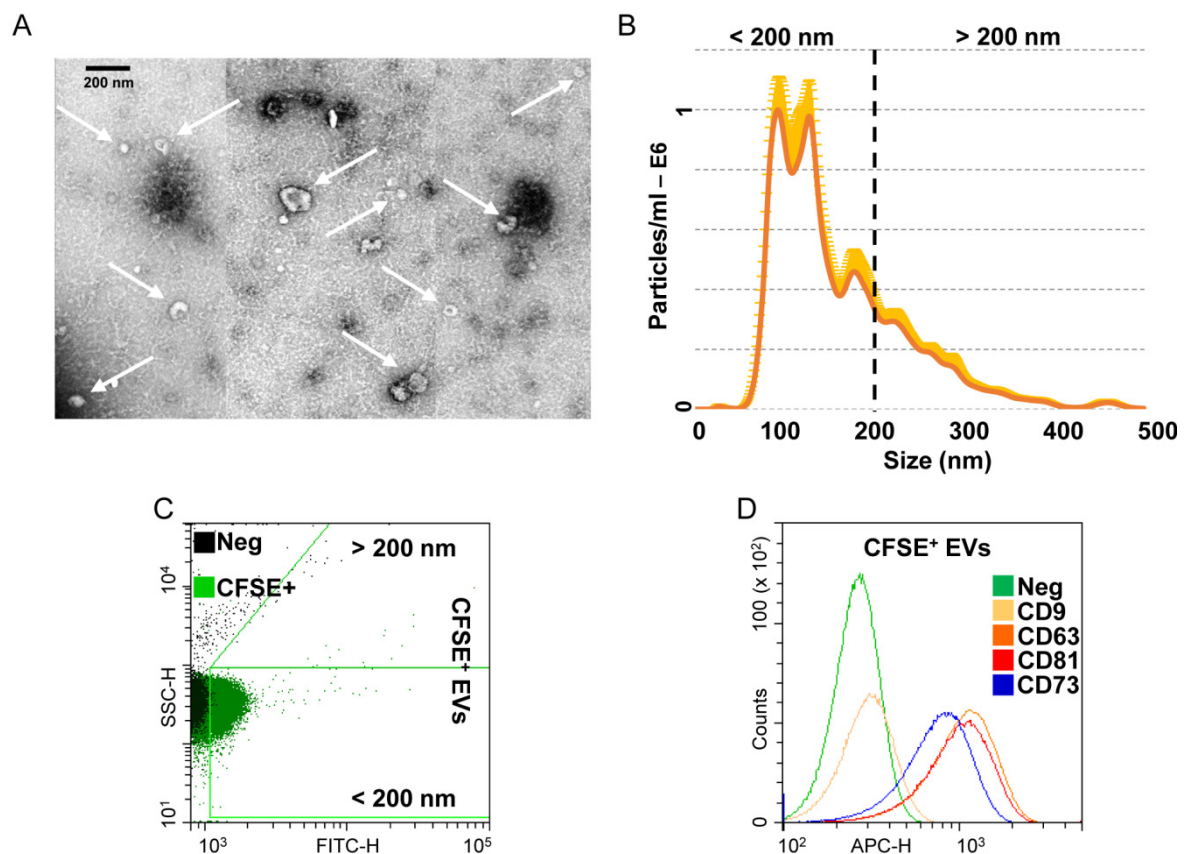 A
200 nm
B
< 200 nm
> 200 nm
Particles/ml – E6
1
0
0
100
200
300
400
500
Size (nm)
C
Neg
CFSE+
> 200 nm
CFSE⁺ EVs
< 200 nm
SSC-H
10⁴
10¹
10³
FITC-H
10⁵
D
CFSE⁺ EVs
Neg
CD9
CD63
CD81
CD73
100 (x 10²)
Counts
0
10²
APC-H
10³